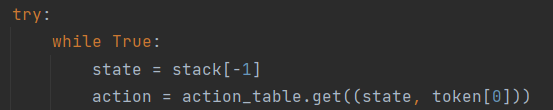 try:
    while True:
        state = stack[-1]
        action = action_table.get((state, token[0]))